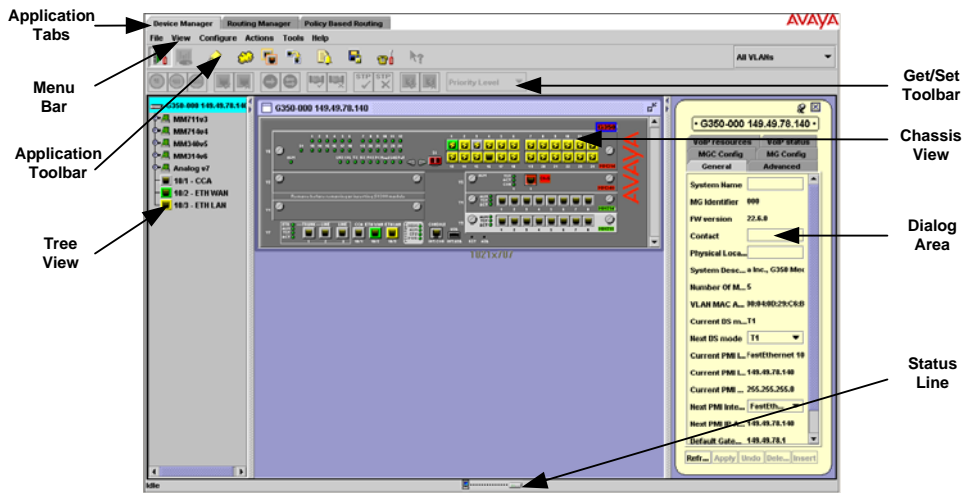 Application
Tabs
Menu
Bar
Application
Toolbar
Tree
View
Get/Set
Toolbar
Chassis
View
Dialog
Area
Status
Line
Device Manager Routing Manager Policy Based Routing
AVAYA
File View Configure Actions Tools Help
All VLANs
STP STP
Priority Level
G350-000 149.49.78.140
MM711v3
MM714v4
MM340v5
MM314v6
Analog v7
10/1 - CCA
10/2 - ETH WAN
10/3 - ETH LAN
G350-000 149.49.78.140
AVAYA
1021x707
• G350-000 149.49.78.140 •
VoIP resources VoIP status
MGC Config MG Config
General Advanced
System Name
MG Identifier 000
FW version 22.6.0
Contact
Physical Loca...
System Desc... a Inc., G350 Med
Number Of M... 5
VLAN MAC A...
Current DS m... T1
Next DS mode T1
Current PMI I... FastEthernet 10
Current PMI I... 149.49.78.140
Current PMI ... 255.255.255.0
Next PMI Inte... FastEth...
Next PMI IP A... 149.49.78.140
Default Gate... 149.49.78.1
Refr... Apply Undo Dele... Insert
Idle